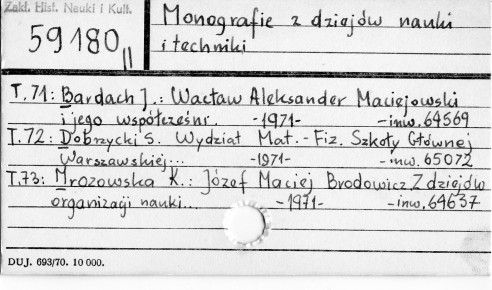 Zakł. Hist. Nauki i Kult.
59180 II
Monografie z dziejów nauki
i techniki
T.71: Bardach J.: Wacław Aleksander Maciejowski
i jego współcześni. -1971- -inw. 64569
T.72: Dobrzycki S. Wydział Mat.-Fiz. Szkoły Głównej
Warszawskiej... -1971- -inw. 65072
T.73: Mrozowska K.: Józef Maciej Brodowicz. Z dziejów
organizacji nauki... -1971- -inw. 64637
DUJ. 693/70. 10 000.